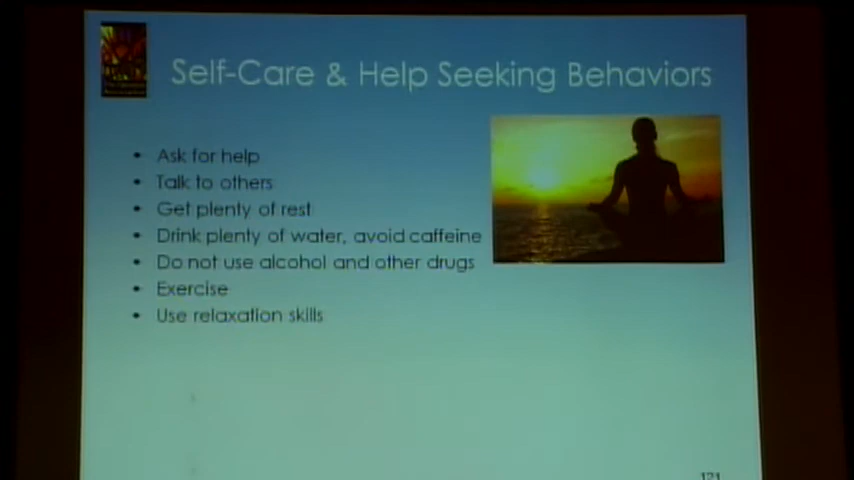 Self-Care & Help Seeking Behaviors
• Ask for help
• Talk to others
• Get plenty of rest
• Drink plenty of water, avoid caffeine
• Do not use alcohol and other drugs
• Exercise
• Use relaxation skills
121